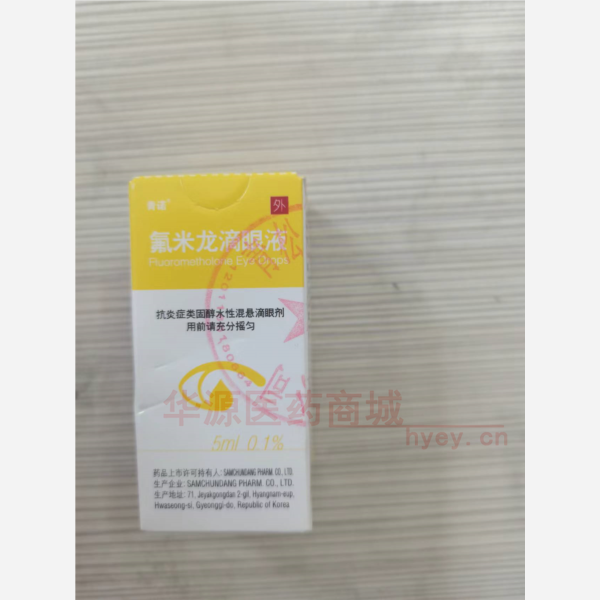 外
氟米龙滴眼液
Fluorometholone Eye Drops
抗炎症类固醇水性混悬滴眼剂
用前请充分摇匀
华源医药商城
hyey.cn
5ml 0.1%
药品上市许可持有人: SAMCHUNDANG PHARM. CO., LTD.
生产企业: SAMCHUNDANG PHARM. CO., LTD.
生产地址: 71, Jeyakgongdan 2-gil, Hyangnam-eup,
Hwaseong-si, Gyeonggi-do, Republic of Korea